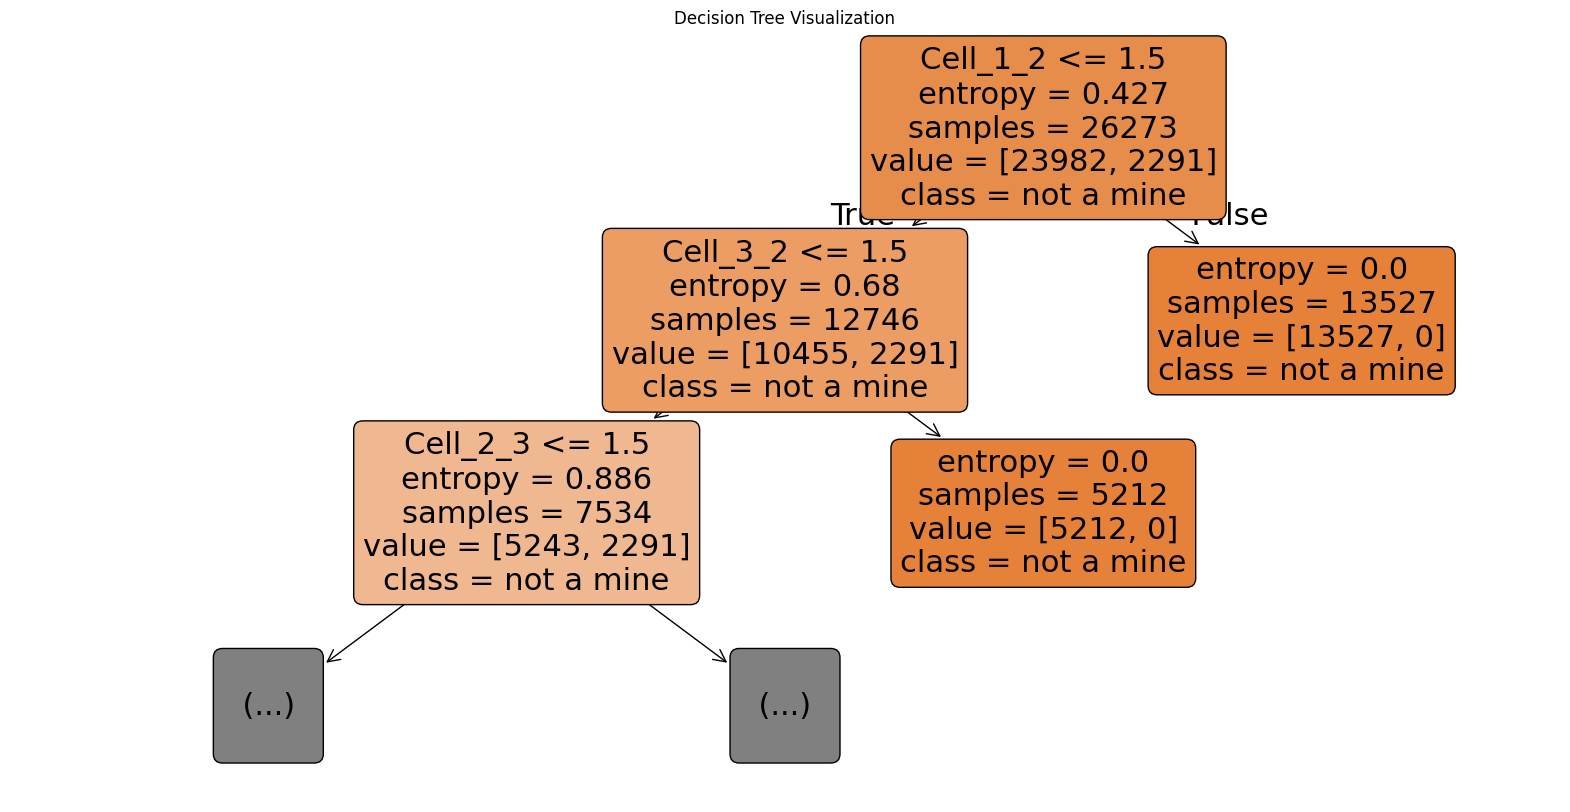 Decision Tree Visualization
Cell_1_2 <= 1.5
entropy = 0.427
samples = 26273
value = [23982, 2291]
class = not a mine
True
False
Cell_3_2 <= 1.5
entropy = 0.68
samples = 12746
value = [10455, 2291]
class = not a mine
entropy = 0.0
samples = 13527
value = [13527, 0]
class = not a mine
Cell_2_3 <= 1.5
entropy = 0.886
samples = 7534
value = [5243, 2291]
class = not a mine
entropy = 0.0
samples = 5212
value = [5212, 0]
class = not a mine
(...)
(...)